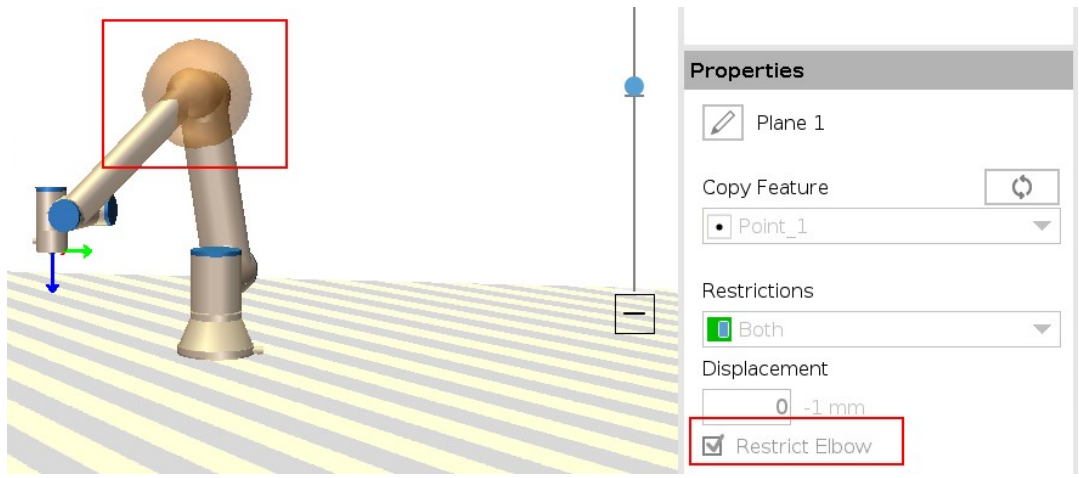 Properties
Plane 1
Copy Feature
Point_1
Restrictions
Both
Displacement
0 -1 mm
Restrict Elbow